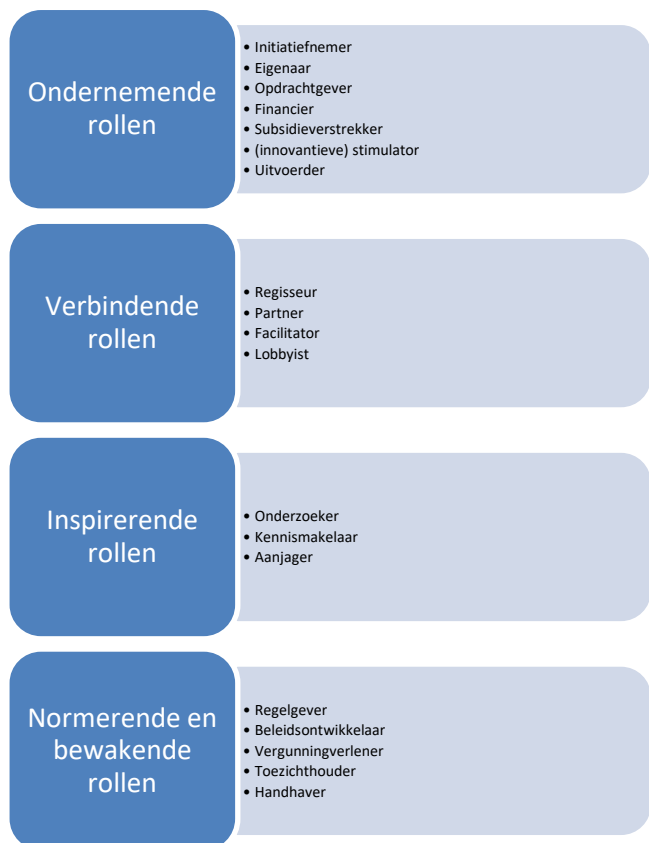 Ondernemende
rollen
• Initiatiefnemer
• Eigenaar
• Opdrachtgever
• Financier
• Subsidieverstrekker
• (innovantieve) stimulator
• Uitvoerder
Verbindende
rollen
• Regisseur
• Partner
• Facilitator
• Lobbyist
Inspirerende
rollen
• Onderzoeker
• Kennismakelaar
• Aanjager
Normerende en
bewakende
rollen
• Regelgever
• Beleidsontwikkelaar
• Vergunningverlener
• Toezichthouder
• Handhaver